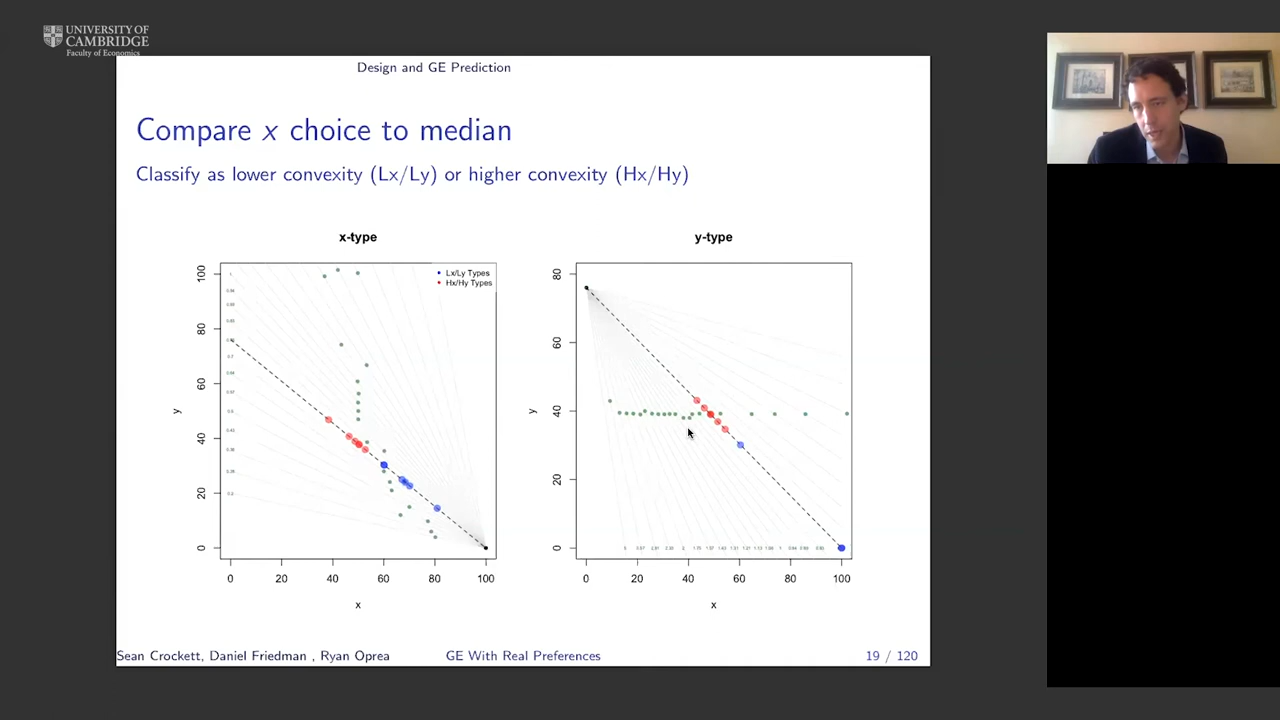 UNIVERSITY OF
CAMBRIDGE
Faculty of Economics
Design and GE Prediction
Compare x choice to median
Classify as lower convexity (Lx/Ly) or higher convexity (Hx/Hy)
x-type
y-type
Lx/Ly Types
Hx/Hy Types
100
80
60
40
20
0
y
0 20 40 60 80 100
x
80
60
40
20
0
y
0 20 40 60 80 100
x
Sean Crockett, Daniel Friedman , Ryan Oprea
GE With Real Preferences
19 / 120